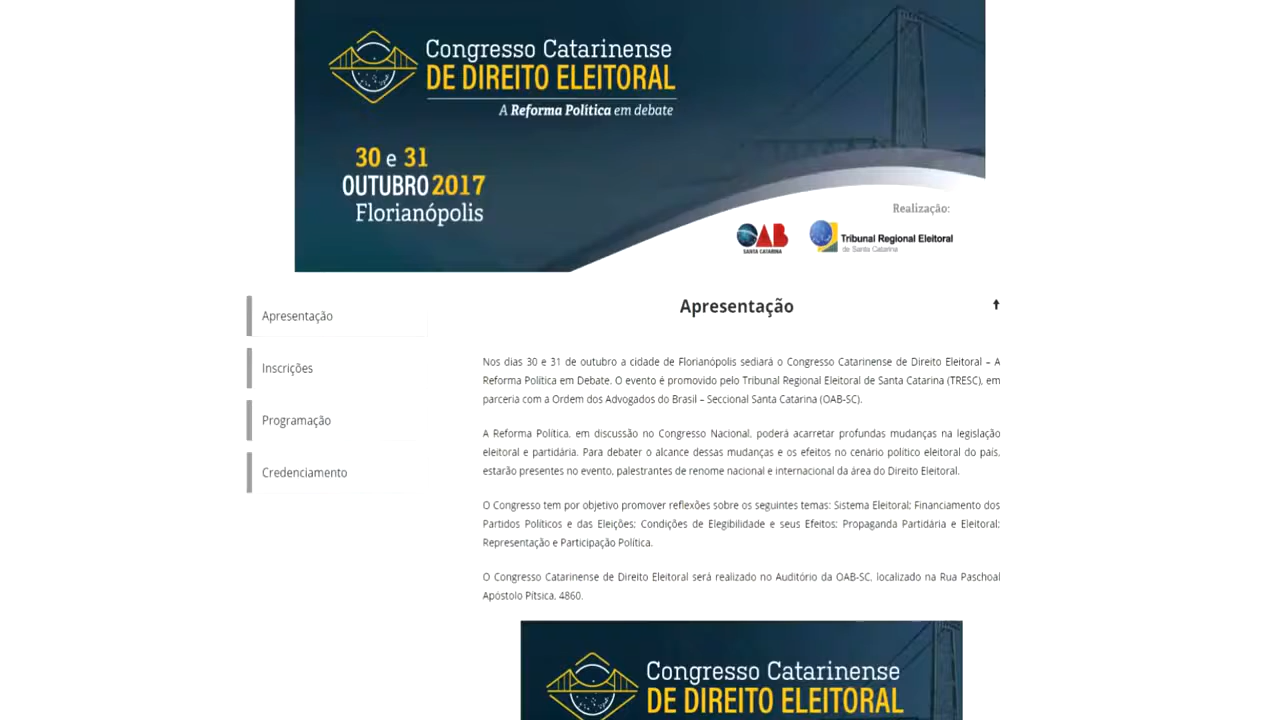 Congresso Catarinense
DE DIREITO ELEITORAL
A Reforma Política em debate
30 e 31
OUTUBRO 2017
Florianópolis
Realização:
OAB
SANTA CATARINA
Tribunal Regional Eleitoral
de Santa Catarina
Apresentação
Inscrições
Programação
Credenciamento
Apresentação
Nos dias 30 e 31 de outubro a cidade de Florianópolis sediará o Congresso Catarinense de Direito Eleitoral – A
Reforma Política em Debate. O evento é promovido pelo Tribunal Regional Eleitoral de Santa Catarina (TRESC), em
parceria com a Ordem dos Advogados do Brasil – Seccional Santa Catarina (OAB-SC).
A Reforma Política, em discussão no Congresso Nacional, poderá acarretar profundas mudanças na legislação
eleitoral e partidária. Para debater o alcance dessas mudanças e os efeitos no cenário político eleitoral do país,
estarão presentes no evento, palestrantes de renome nacional e internacional da área do Direito Eleitoral.
O Congresso tem por objetivo promover reflexões sobre os seguintes temas: Sistema Eleitoral; Financiamento dos
Partidos Políticos e das Eleições; Condições de Elegibilidade e seus Efeitos; Propaganda Partidária e Eleitoral;
Representação e Participação Política.
O Congresso Catarinense de Direito Eleitoral será realizado no Auditório da OAB-SC, localizado na Rua Paschoal
Apóstolo Pítsica, 4860.
Congresso Catarinense
DE DIREITO ELEITORAL